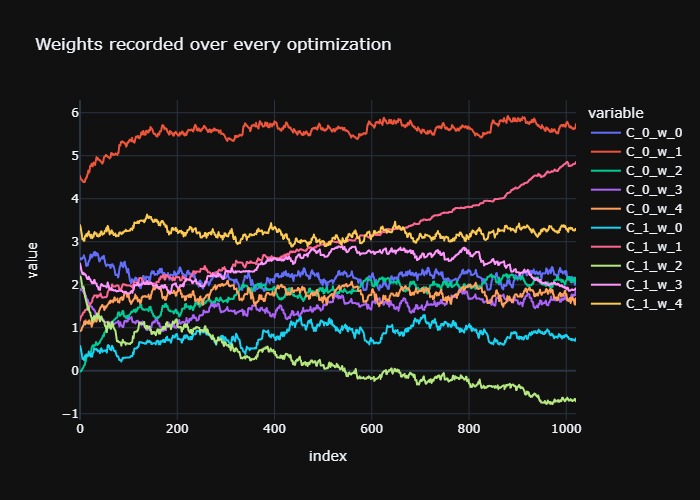 Weights recorded over every optimization
variable
C_0_w_0
C_0_w_1
C_0_w_2
C_0_w_3
C_0_w_4
C_1_w_0
C_1_w_1
C_1_w_2
C_1_w_3
C_1_w_4
value
6
5
4
3
2
1
0
−1
0 200 400 600 800 1000
index